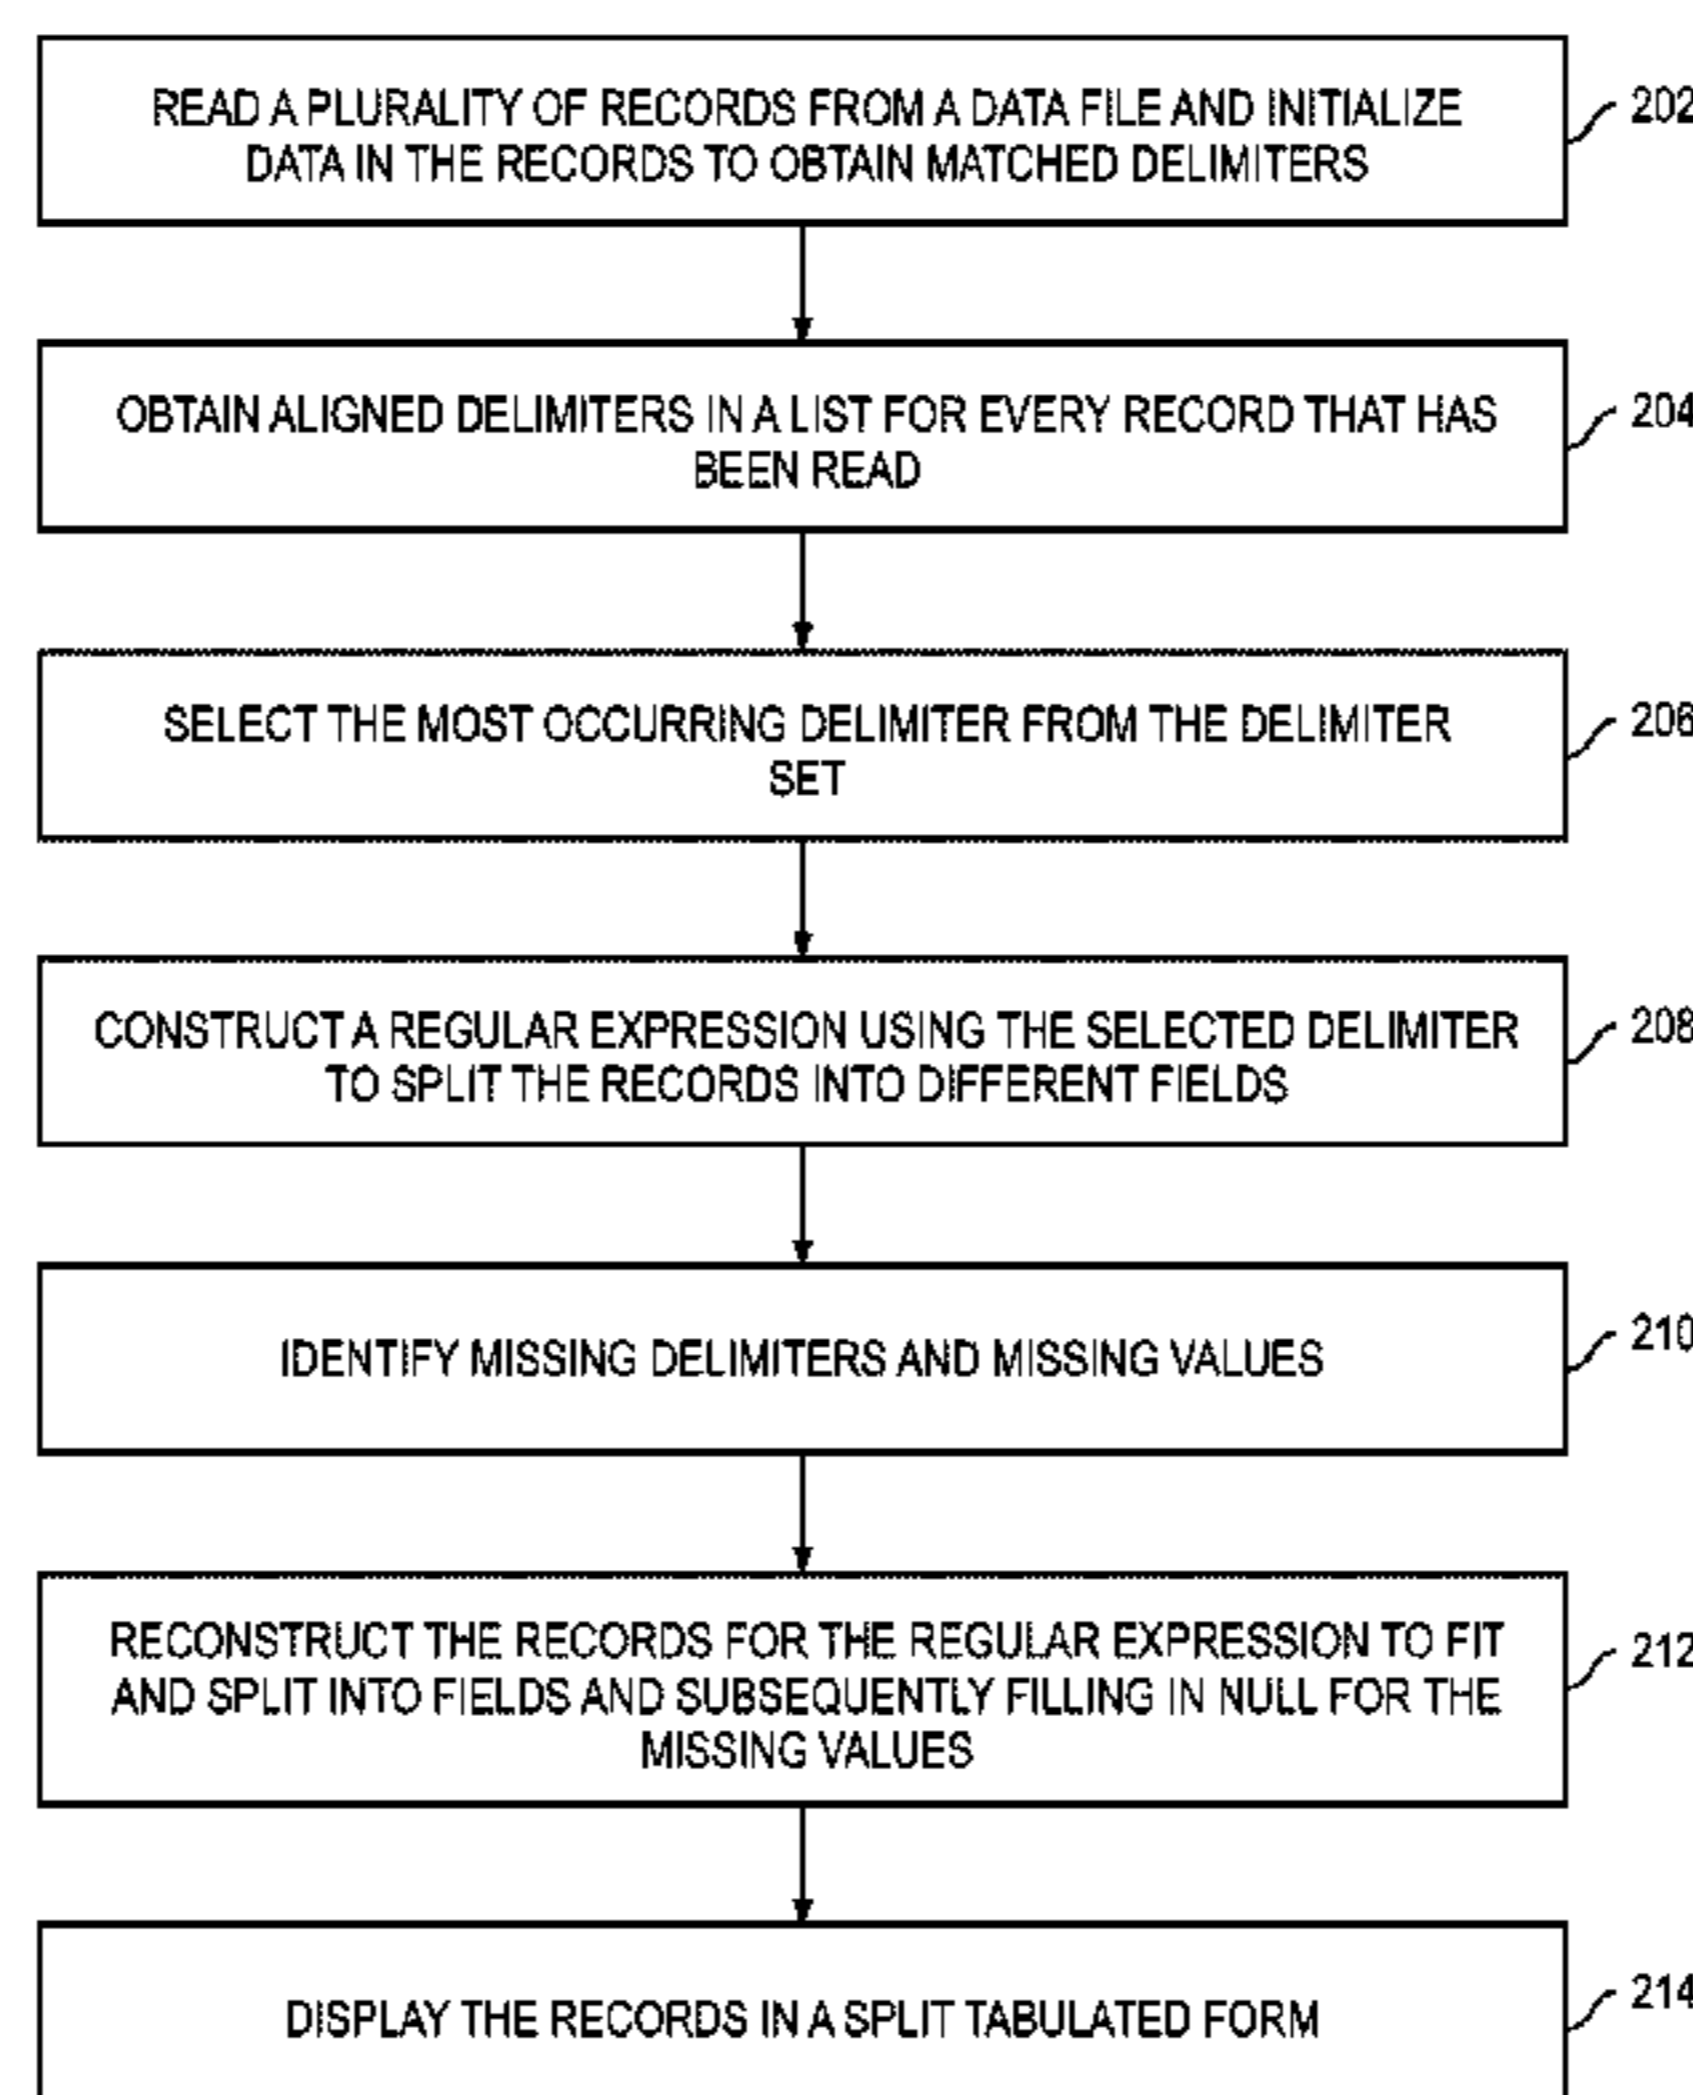 READ A PLURALITY OF RECORDS FROM A DATA FILE AND INITIALIZE
DATA IN THE RECORDS TO OBTAIN MATCHED DELIMITERS
202
OBTAIN ALIGNED DELIMITERS IN A LIST FOR EVERY RECORD THAT HAS
BEEN READ
204
SELECT THE MOST OCCURRING DELIMITER FROM THE DELIMITER
SET
206
CONSTRUCT A REGULAR EXPRESSION USING THE SELECTED DELIMITER
TO SPLIT THE RECORDS INTO DIFFERENT FIELDS
208
IDENTIFY MISSING DELIMITERS AND MISSING VALUES
210
RECONSTRUCT THE RECORDS FOR THE REGULAR EXPRESSION TO FIT
AND SPLIT INTO FIELDS AND SUBSEQUENTLY FILLING IN NULL FOR THE
MISSING VALUES
212
DISPLAY THE RECORDS IN A SPLIT TABULATED FORM
214